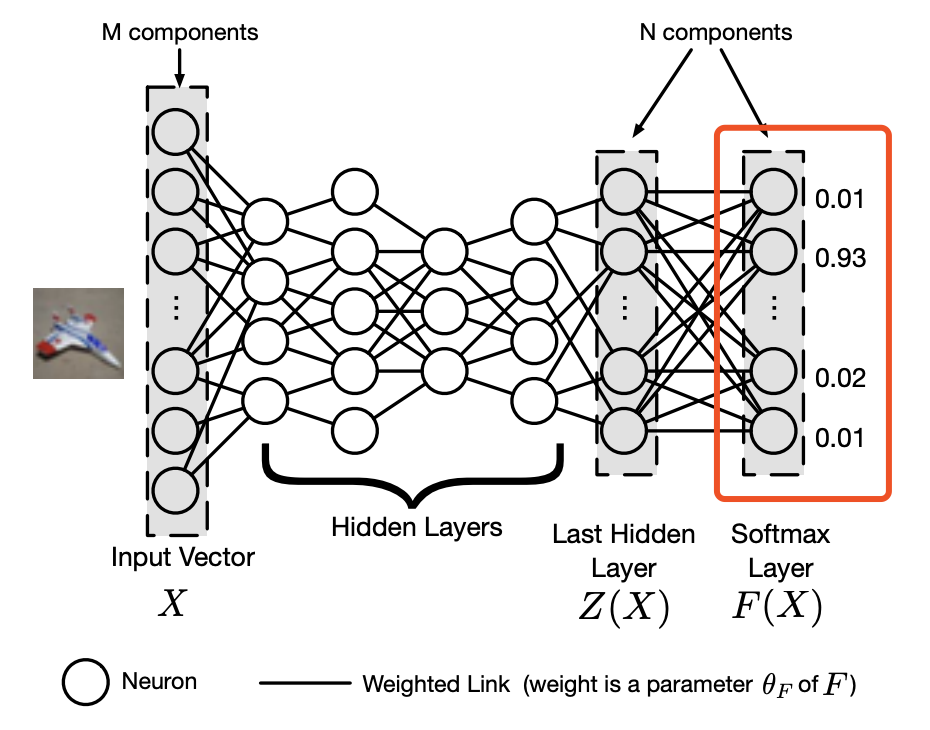 M components
N components
0.01
0.93
...
...
...
0.02
0.01
Hidden Layers
Input Vector
X
Last Hidden
Layer
Z(X)
Softmax
Layer
F(X)
Neuron
Weighted Link (weight is a parameter θ_F of F)